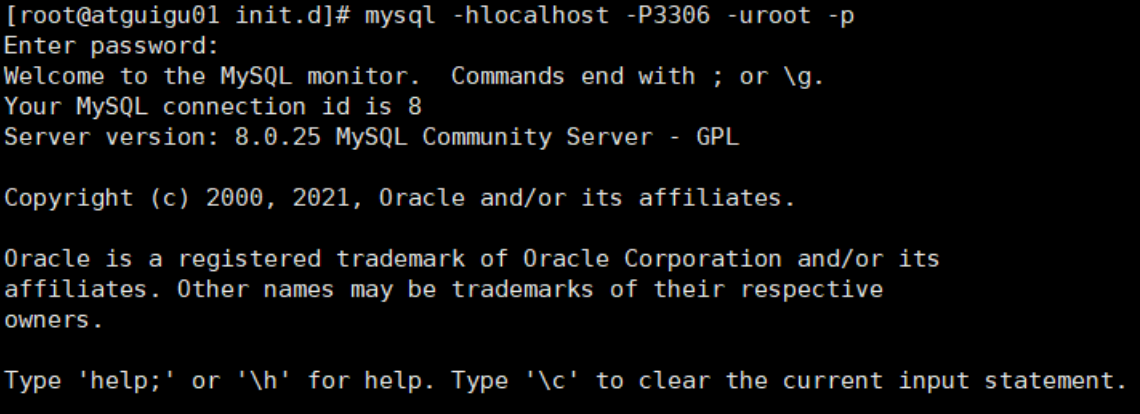 [root@atguigu01 init.d]# mysql -hlocalhost -P3306 -uroot -p
Enter password:
Welcome to the MySQL monitor.  Commands end with ; or \g.
Your MySQL connection id is 8
Server version: 8.0.25 MySQL Community Server - GPL
Copyright (c) 2000, 2021, Oracle and/or its affiliates.
Oracle is a registered trademark of Oracle Corporation and/or its
affiliates. Other names may be trademarks of their respective
owners.
Type 'help;' or '\h' for help. Type '\c' to clear the current input statement.